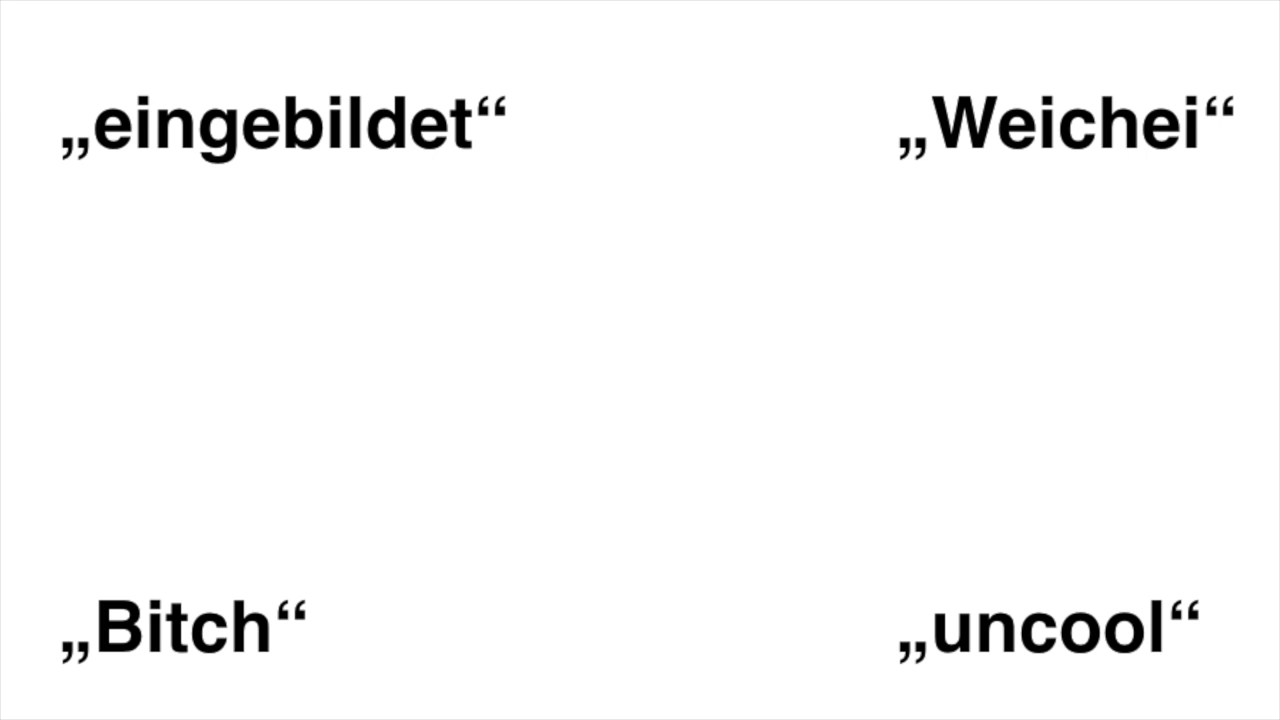 „eingebildet“
„Weichei“
„Bitch“
„uncool“